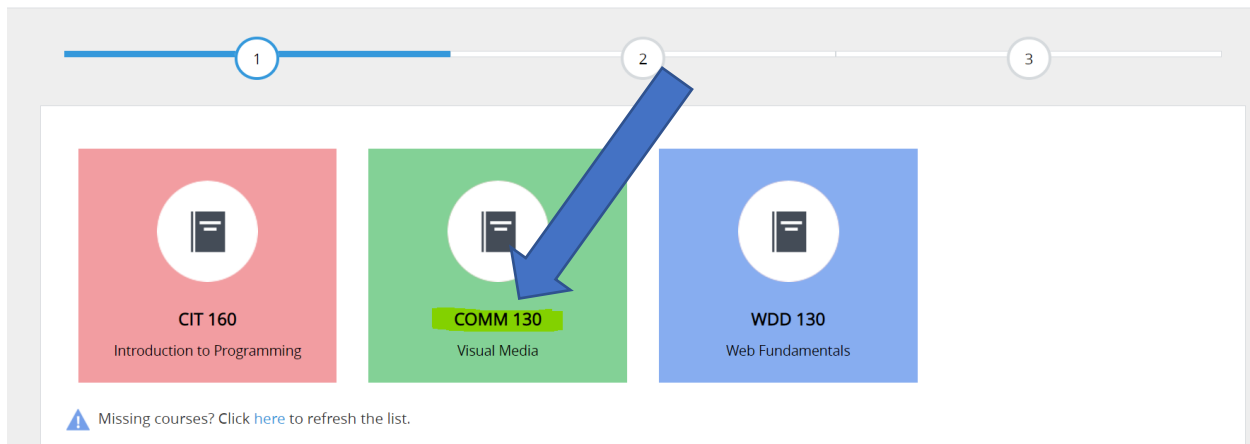 1
2
3
CIT 160
Introduction to Programming
COMM 130
Visual Media
WDD 130
Web Fundamentals
Missing courses? Click here to refresh the list.